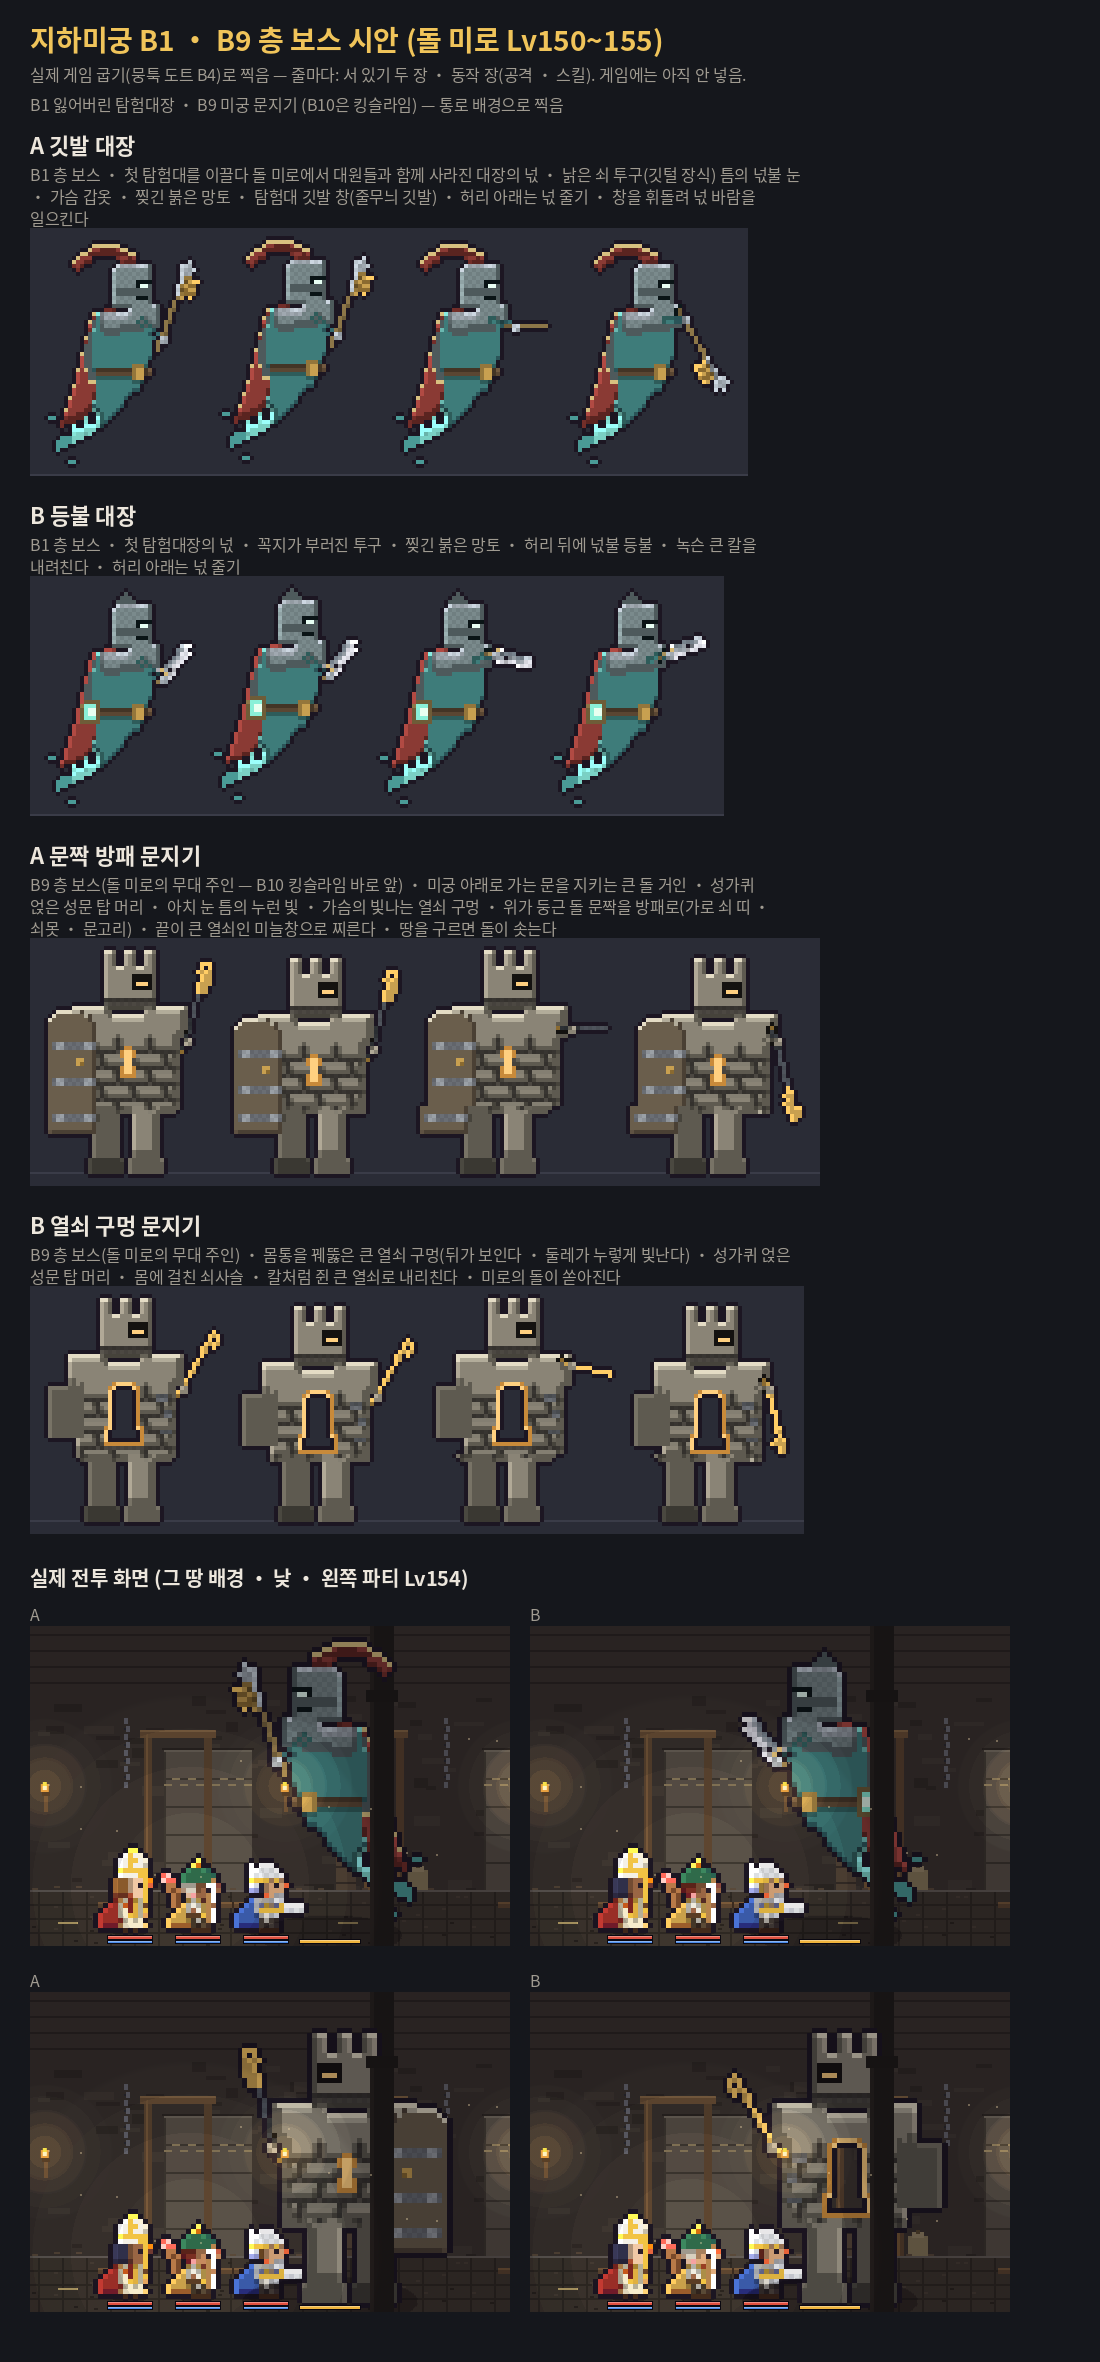 지하미궁 B1 · B9 층 보스 시안 (돌 미로 Lv150~155)
실제 게임 굽기(뭉툭 도트 B4)로 찍음 — 줄마다: 서 있기 두 장 · 동작 장(공격 · 스킬). 게임에는 아직 안 넣음.
B1 잃어버린 탐험대장 · B9 미궁 문지기 (B10은 킹슬라임) — 통로 배경으로 찍음
A 깃발 대장
B1 층 보스 · 첫 탐험대를 이끌다 돌 미로에서 대원들과 함께 사라진 대장의 넋 · 낡은 쇠 투구(깃털 장식) 틈의 넋불 눈
· 가슴 갑옷 · 찢긴 붉은 망토 · 탐험대 깃발 창(줄무늬 깃발) · 허리 아래는 넋 줄기 · 창을 휘돌려 넋 바람을
일으킨다
B 등불 대장
B1 층 보스 · 첫 탐험대장의 넋 · 꼭지가 부러진 투구 · 찢긴 붉은 망토 · 허리 뒤에 넋불 등불 · 녹슨 큰 칼을
내려친다 · 허리 아래는 넋 줄기
A 문짝 방패 문지기
B9 층 보스(돌 미로의 무대 주인 — B10 킹슬라임 바로 앞) · 미궁 아래로 가는 문을 지키는 큰 돌 거인 · 성가퀴
얹은 성문 탑 머리 · 아치 눈 틈의 누런 빛 · 가슴의 빛나는 열쇠 구멍 · 위가 둥근 돌 문짝을 방패로(가로 쇠 띠 ·
쇠못 · 문고리) · 끝이 큰 열쇠인 미늘창으로 찌른다 · 땅을 구르면 돌이 솟는다
B 열쇠 구멍 문지기
B9 층 보스(돌 미로의 무대 주인) · 몸통을 꿰뚫은 큰 열쇠 구멍(뒤가 보인다 · 둘레가 누렇게 빛난다) · 성가퀴 얹은
성문 탑 머리 · 몸에 걸친 쇠사슬 · 칼처럼 쥔 큰 열쇠로 내리친다 · 미로의 돌이 쏟아진다
실제 전투 화면 (그 땅 배경 · 낮 · 왼쪽 파티 Lv154)
A
B
A
B